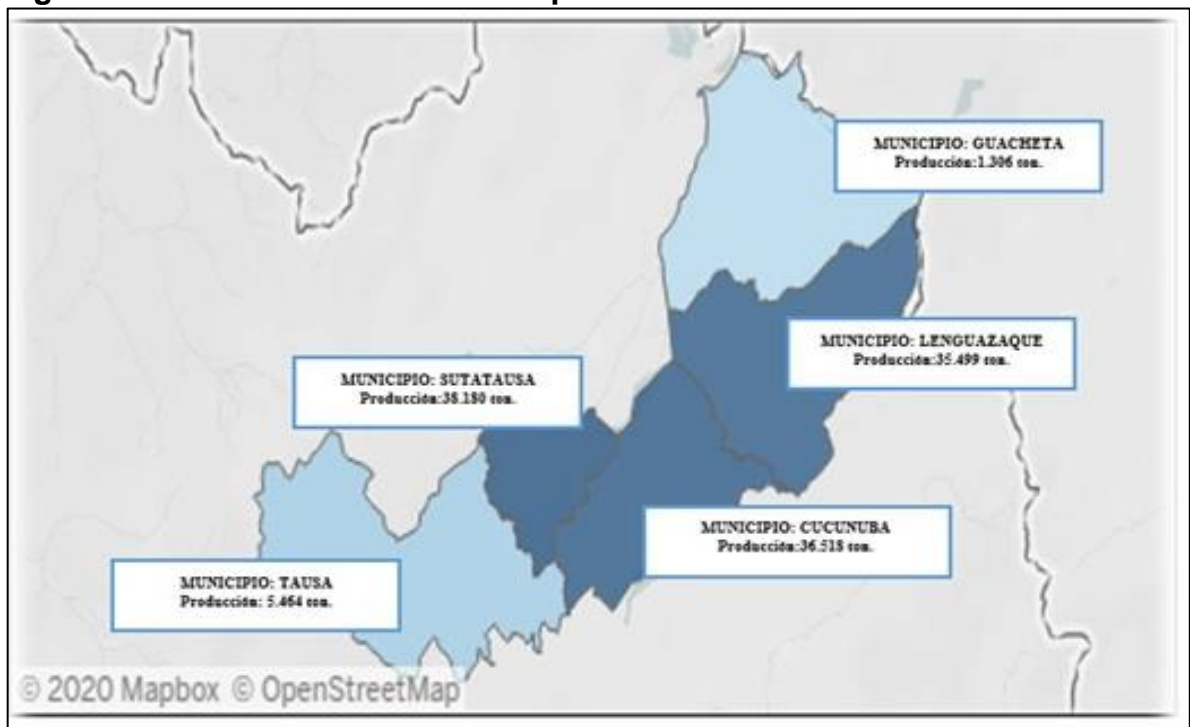 MUNICIPIO: GUACHETA
Producción:1.306 ton.
MUNICIPIO: LENGUAZAQUE
Producción:35.499 ton.
MUNICIPIO: SUTATAUSA
Producción:38.180 ton.
MUNICIPIO: CUCUNUBA
Producción:36.518 ton.
MUNICIPIO: TAUSA
Producción: 5.464 ton.
© 2020 Mapbox © OpenStreetMap